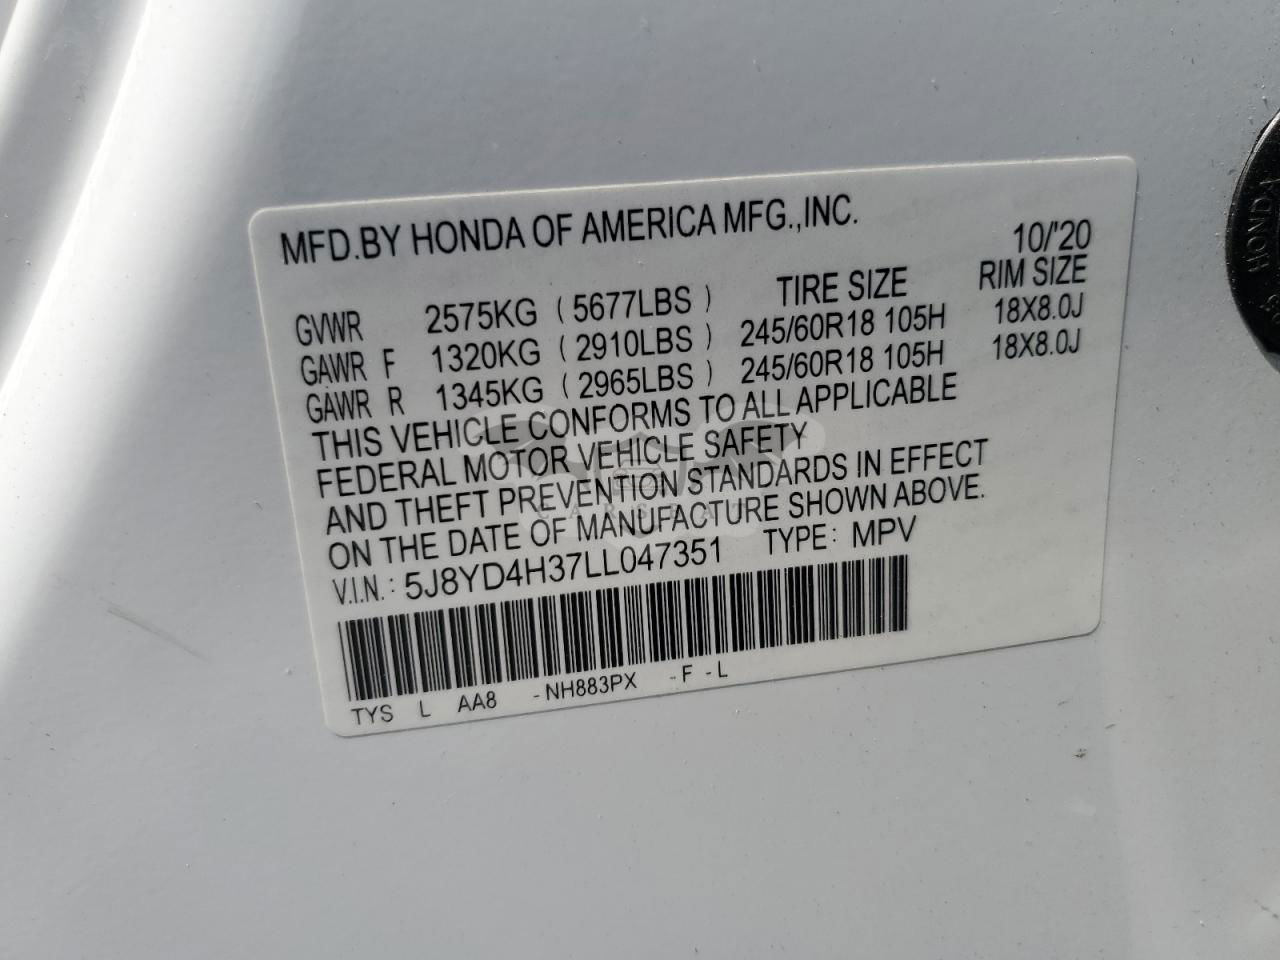 MFD.BY HONDA OF AMERICA MFG.,INC. 10/'20
GVWR 2575KG ( 5677LBS ) TIRE SIZE RIM SIZE
GAWR F 1320KG ( 2910LBS ) 245/60R18 105H 18X8.0J
GAWR R 1345KG ( 2965LBS ) 245/60R18 105H 18X8.0J
THIS VEHICLE CONFORMS TO ALL APPLICABLE
FEDERAL MOTOR VEHICLE SAFETY
AND THEFT PREVENTION STANDARDS IN EFFECT
ON THE DATE OF MANUFACTURE SHOWN ABOVE.
V.I.N.: 5J8YD4H37LL047351 TYPE: MPV
TYS L AA8 -NH883PX -F -L
HONDA